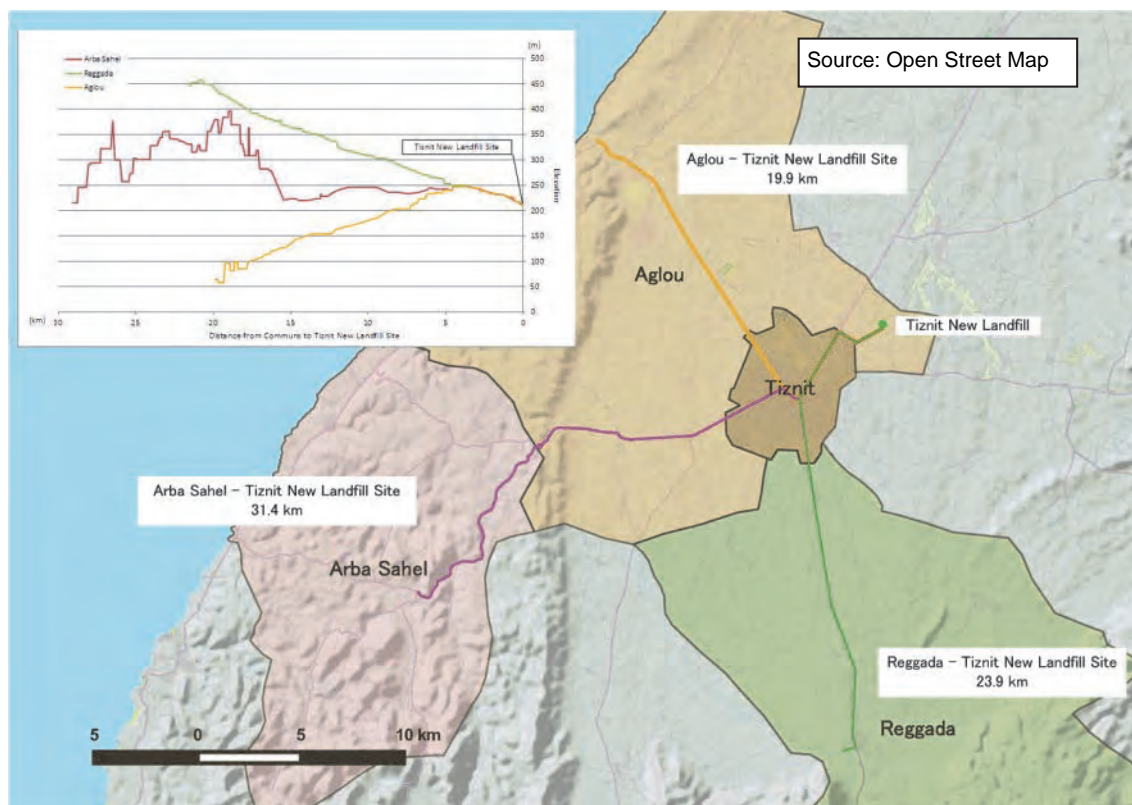 Source: Open Street Map
(m)
Arba Sahel
Reggada
Aglou
500
450
400
350
300
250
200
150
100
50
0
Elevation
Tiznit New Landfill Site
(km) 30 25 20 15 10 5 0
Distance from Commune to Tiznit New Landfill Site
Aglou – Tiznit New Landfill Site
19.9 km
Aglou
Tiznit New Landfill
Tiznit
Arba Sahel – Tiznit New Landfill Site
31.4 km
Arba Sahel
Reggada – Tiznit New Landfill Site
23.9 km
Reggada
5 0 5 10 km